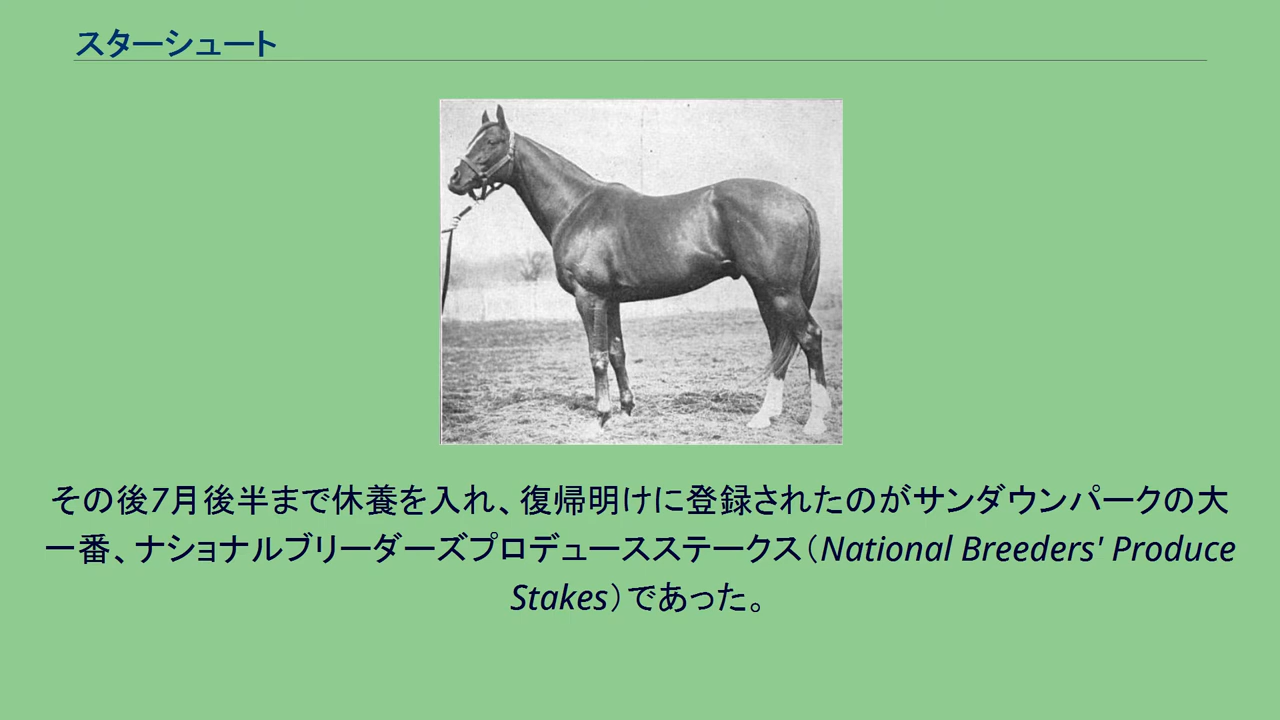 スターシュート
その後7月後半まで休養を入れ、復帰明けに登録されたのがサンダウンパークの大
一番、ナショナルブリーダーズプロデュースステークス（National Breeders' Produce
Stakes）であった。